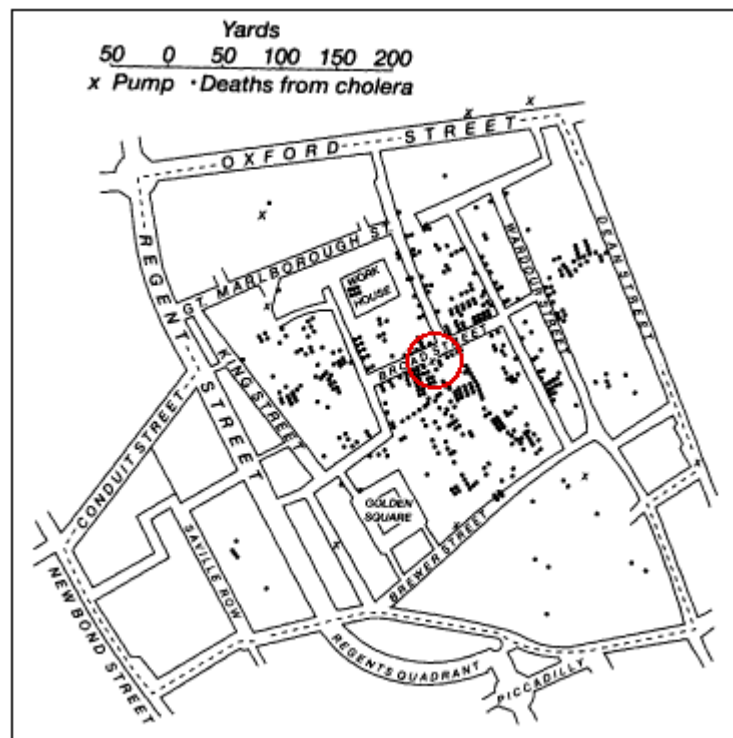 Yards
50 0 50 100 150 200
x Pump • Deaths from cholera
OXFORD STREET
REGENT STREET
GT. MARLBOROUGH ST
WORK
HOUSE
WARDOUR STREET
DEAN STREET
BROAD STREET
KING STREET
CONDUIT STREET
GOLDEN
SQUARE
SAVILLE ROW
BREWER STREET
NEW BOND STREET
REGENTS QUADRANT
PICCADILLY